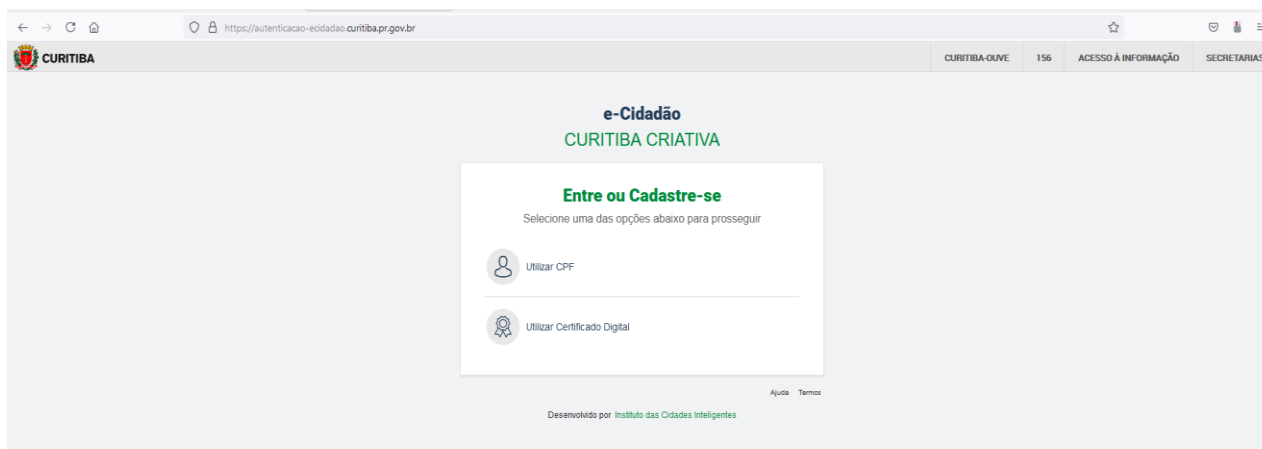 https://autenticacao-ecidadao.curitiba.pr.gov.br
CURITIBA
CURITIBA-OUVE 156 ACESSO À INFORMAÇÃO SECRETARIAS
e-Cidadão
CURITIBA CRIATIVA
Entre ou Cadastre-se
Selecione uma das opções abaixo para prosseguir
Utilizar CPF
Utilizar Certificado Digital
Ajuda Termos
Desenvolvido por Instituto das Cidades Inteligentes